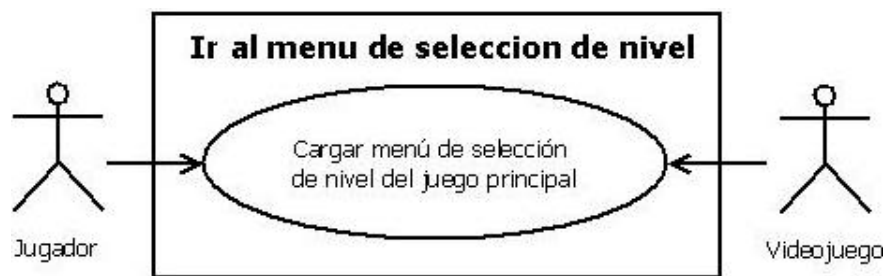 Ir al menu de seleccion de nivel
Cargar menú de selección
de nivel del juego principal
Jugador
Videojuego